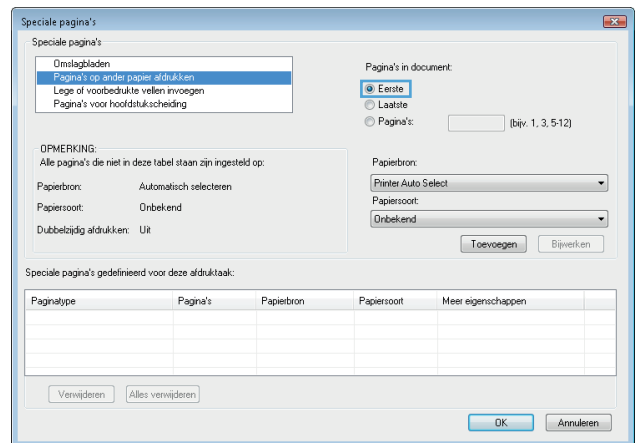 Speciale pagina's
Speciale pagina's
Omslagbladen
Pagina's op ander papier afdrukken
Lege of voorbedrukte vellen invoegen
Pagina's voor hoofdstukscheiding
Pagina's in document:
Eerste
Laatste
Pagina's: (bijv. 1, 3, 5-12)
OPMERKING:
Alle pagina's die niet in deze tabel staan zijn ingesteld op:
Papierbron: Automatisch selecteren
Papiersoort: Onbekend
Dubbelzijdig afdrukken: Uit
Papierbron:
Printer Auto Select
Papiersoort:
Onbekend
Toevoegen Bijwerken
Speciale pagina's gedefinieerd voor deze afdruktaak:
Paginatype Pagina's Papierbron Papiersoort Meer eigenschappen
Verwijderen Alles verwijderen
OK Annuleren